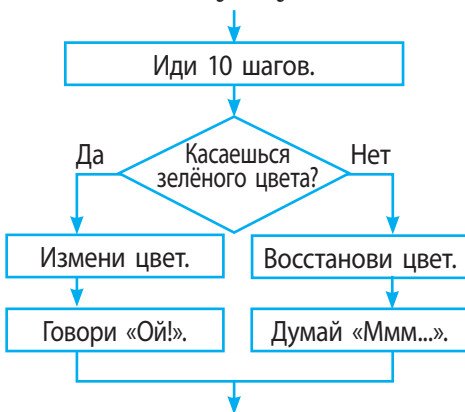 Иди 10 шагов.
Да
Касаешься
зелёного цвета?
Нет
Измени цвет.
Восстанови цвет.
Говори «Ой!».
Думай «Ммм...».